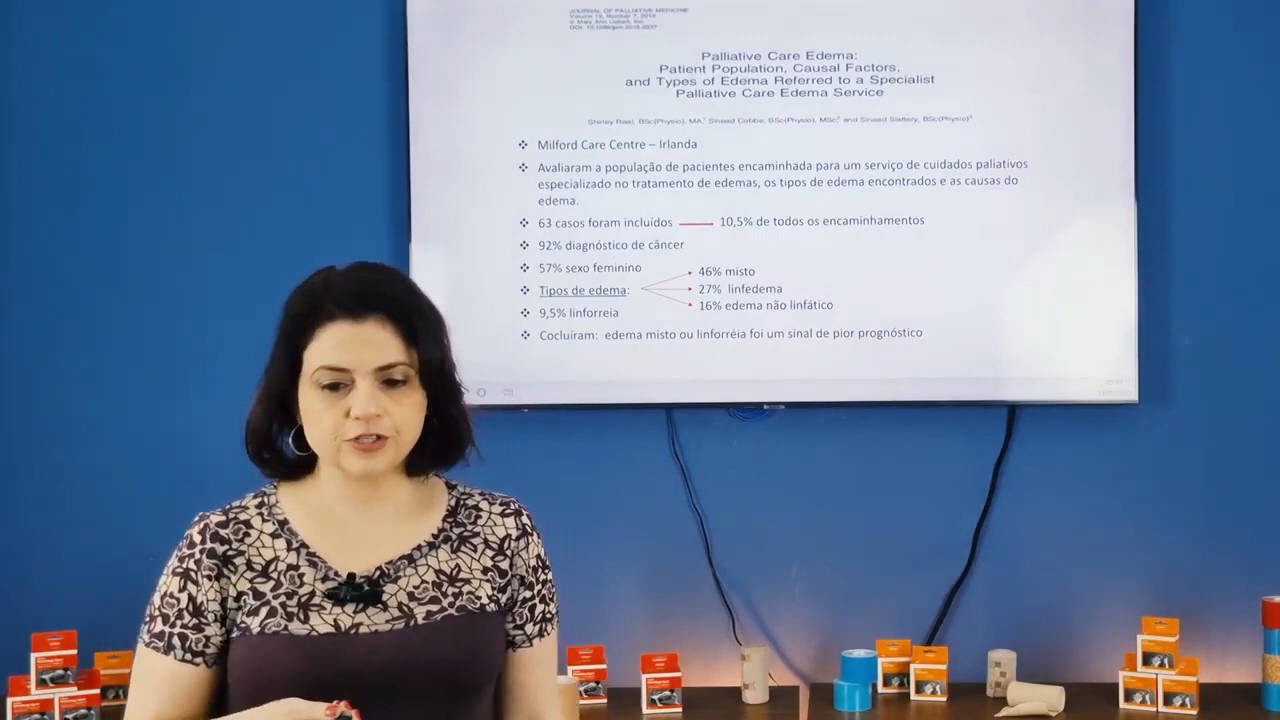 JOURNAL OF PALLIATIVE MEDICINE
Palliative Care Edema:
Patient Population, Causal Factors,
and Types of Edema Referred to a Specialist
Palliative Care Edema Service
❖ Milford Care Centre – Irlanda
❖ Avaliaram a população de pacientes encaminhada para um serviço de cuidados paliativos
especializado no tratamento de edemas, os tipos de edema encontrados e as causas do
edema.
❖ 63 casos foram incluídos 10,5% de todos os encaminhamentos
❖ 92% diagnóstico de câncer
❖ 57% sexo feminino
46% misto
❖ Tipos de edema: 27% linfedema
16% edema não linfático
❖ 9,5% linforreia
❖ Cocluíram: edema misto ou linforréia foi um sinal de pior prognóstico